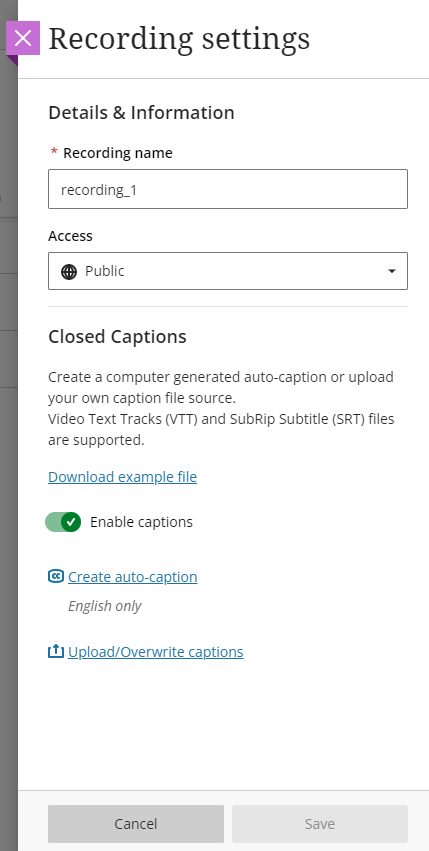 Recording settings
Details & Information
* Recording name
recording_1
Access
Public
Closed Captions
Create a computer generated auto-caption or upload
your own caption file source.
Video Text Tracks (VTT) and SubRip Subtitle (SRT) files
are supported.
Download example file
Enable captions
cc Create auto-caption
English only
Upload/Overwrite captions
Cancel
Save